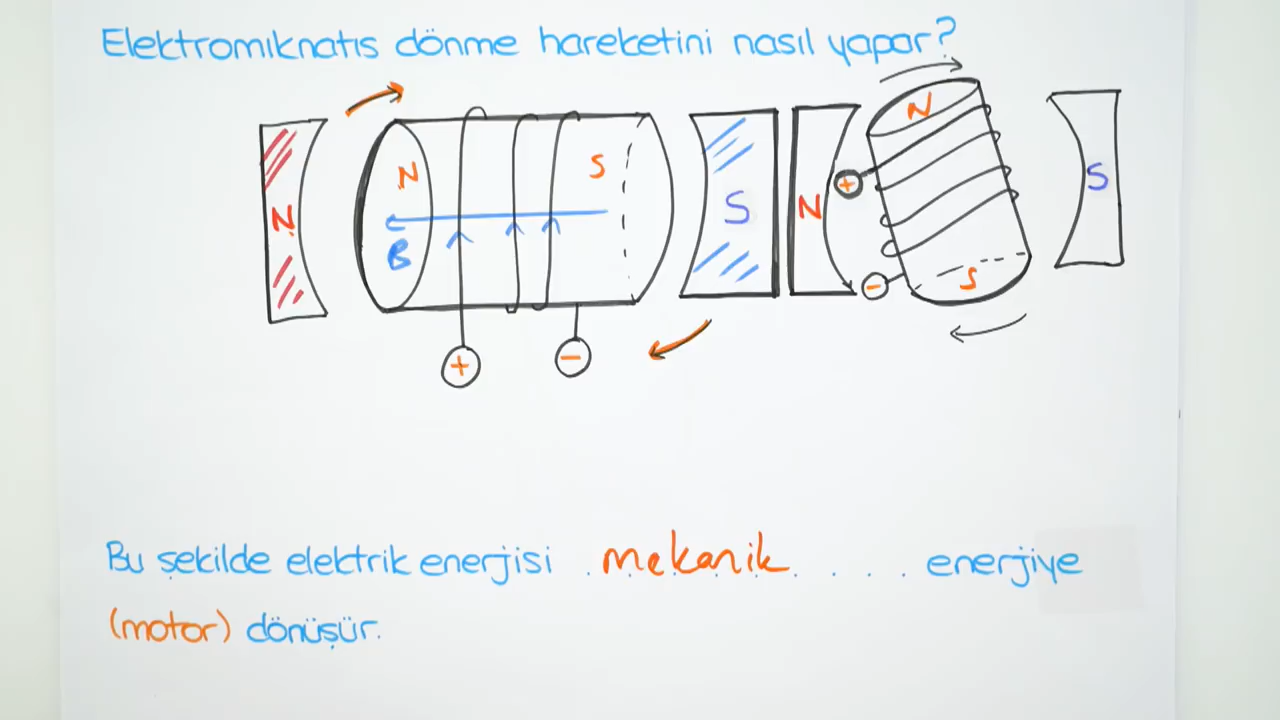 Elektromıknatıs dönme hareketini nasıl yapar?
N N S B S + −
N + − N S S
Bu şekilde elektrik enerjisi . mekanik . . . . enerjiye
(motor) dönüşür.